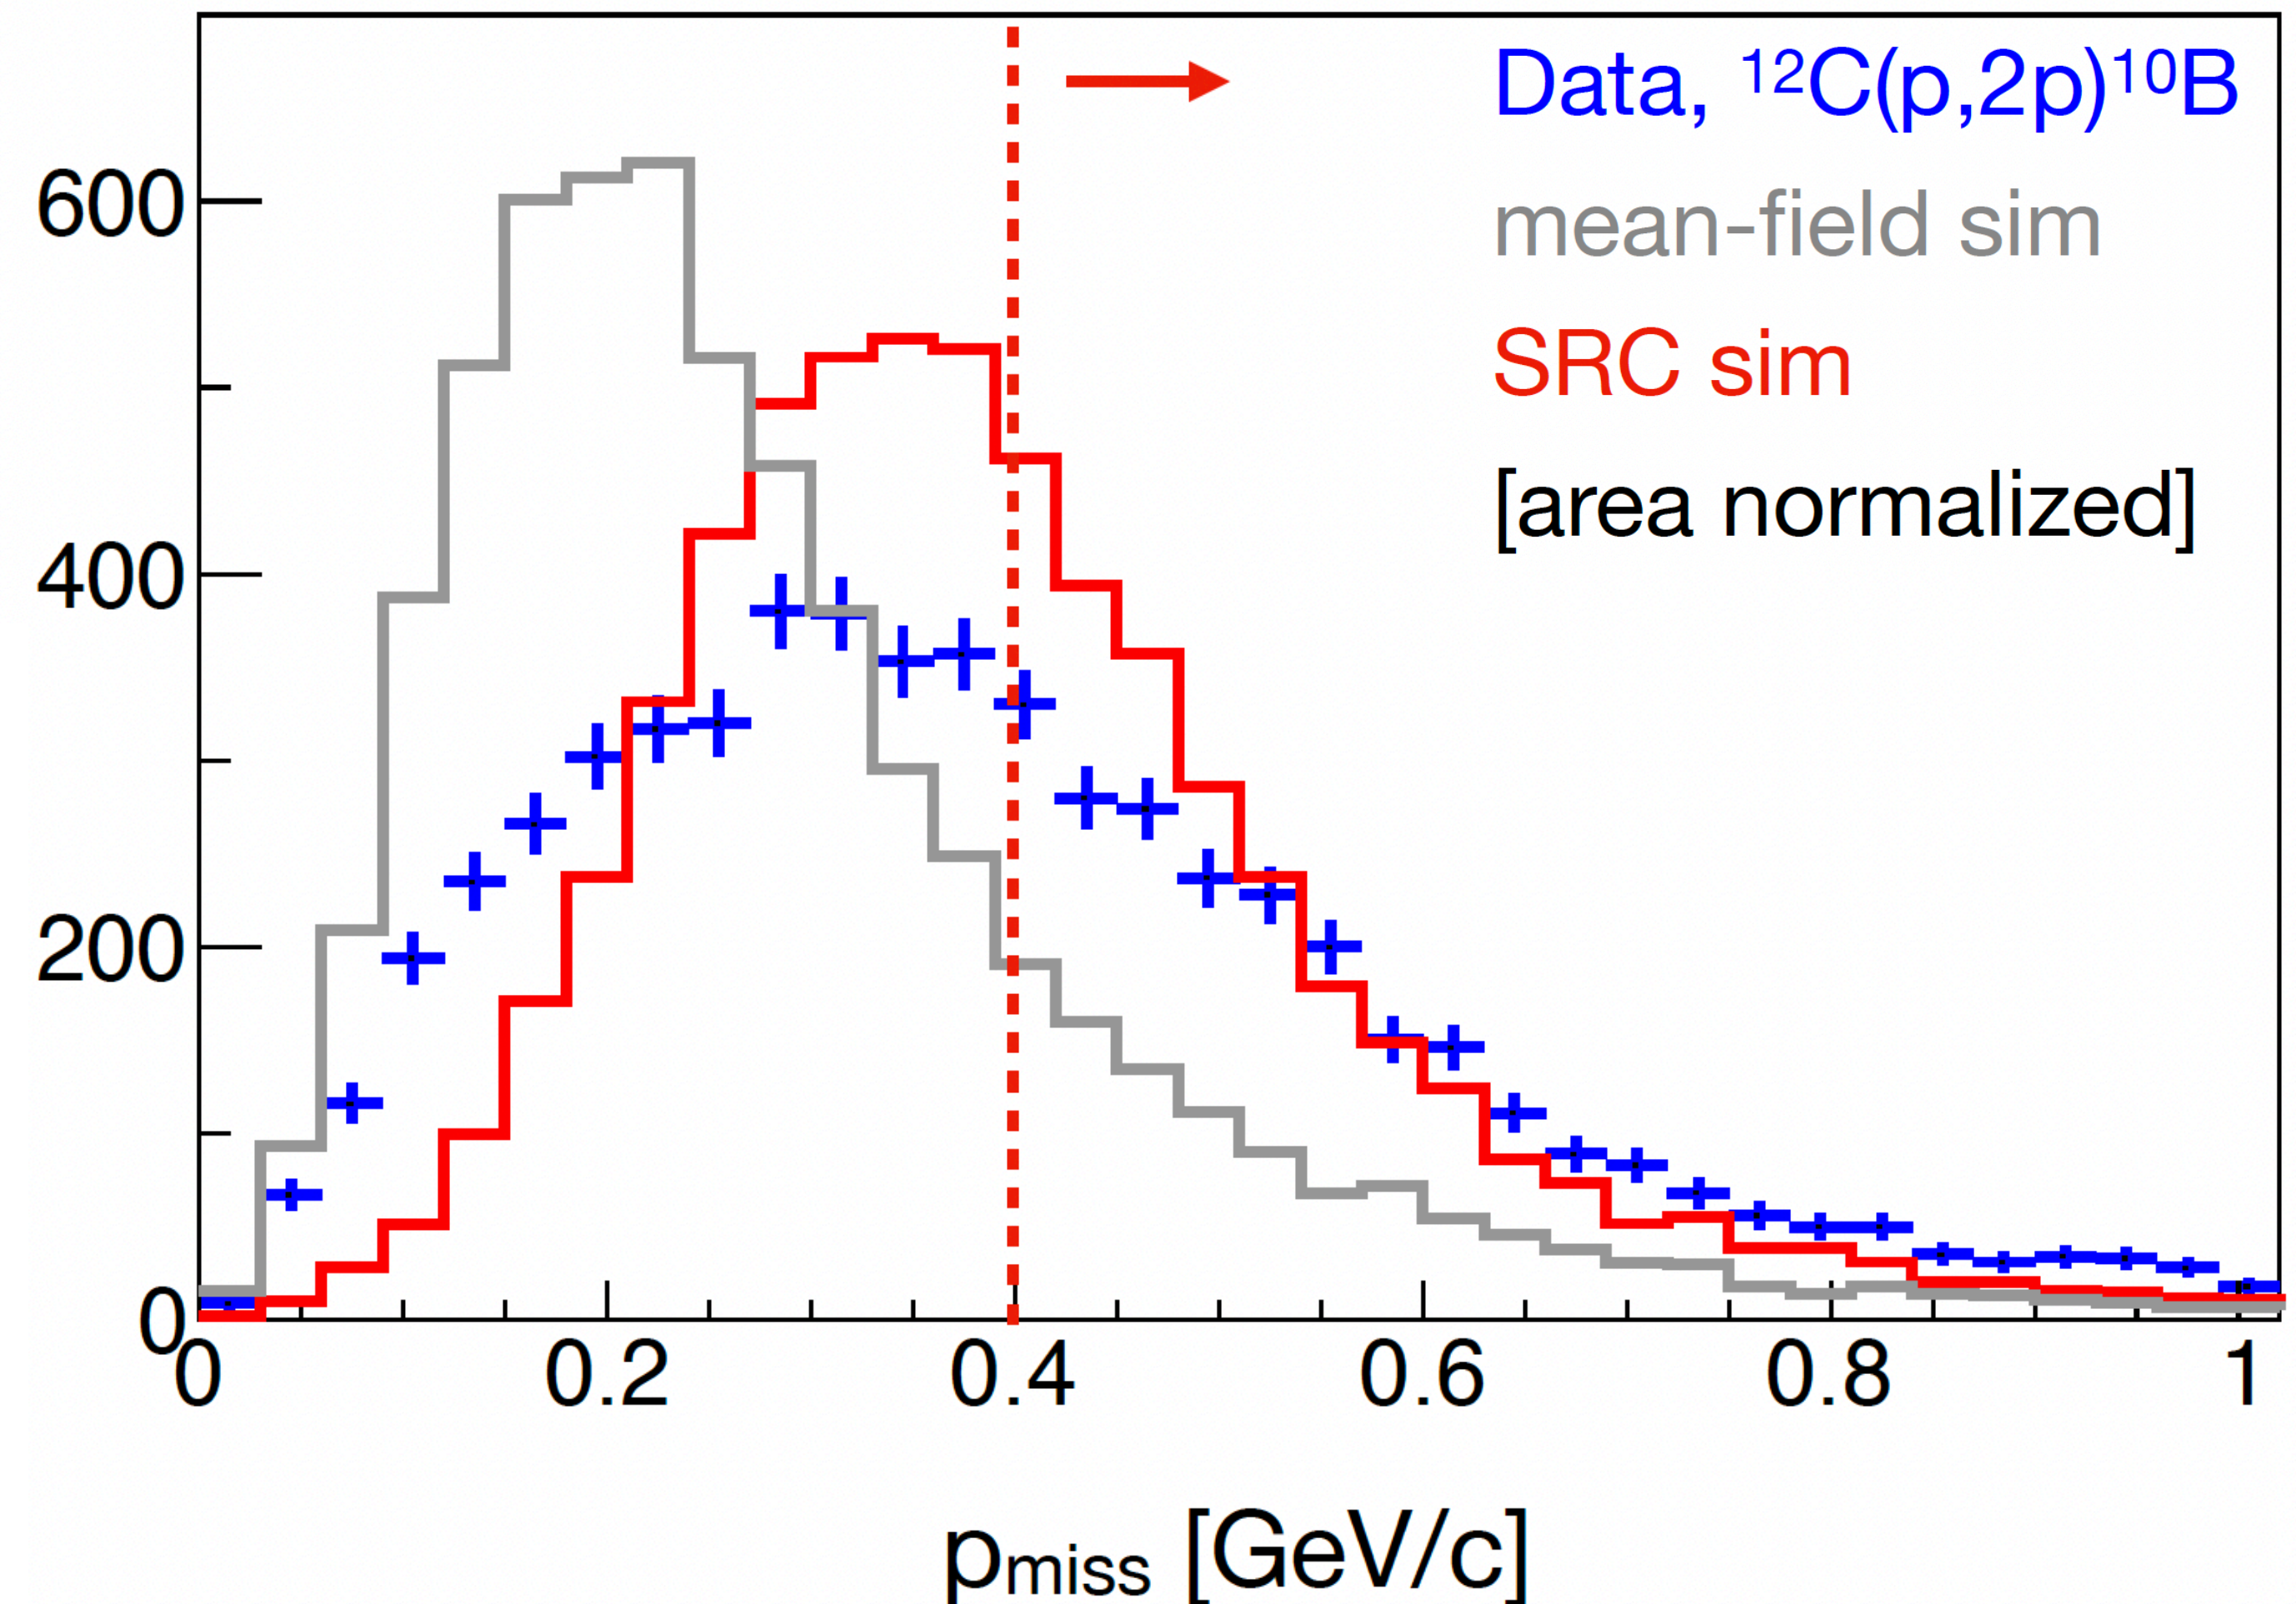 Data, ¹²C(p,2p)¹⁰B
mean-field sim
SRC sim
[area normalized]
600
400
200
0
0 0.2 0.4 0.6 0.8 1
pmiss [GeV/c]